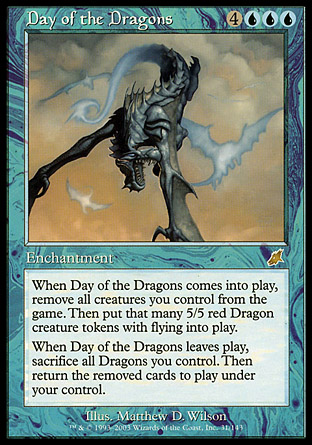 Day of the Dragons 4
Enchantment
When Day of the Dragons comes into play,
remove all creatures you control from the
game. Then put that many 5/5 red Dragon
creature tokens with flying into play.
When Day of the Dragons leaves play,
sacrifice all Dragons you control. Then
return the removed cards to play under
your control.
Illus. Matthew D. Wilson
™ & © 1993–2003 Wizards of the Coast, Inc. 31/143